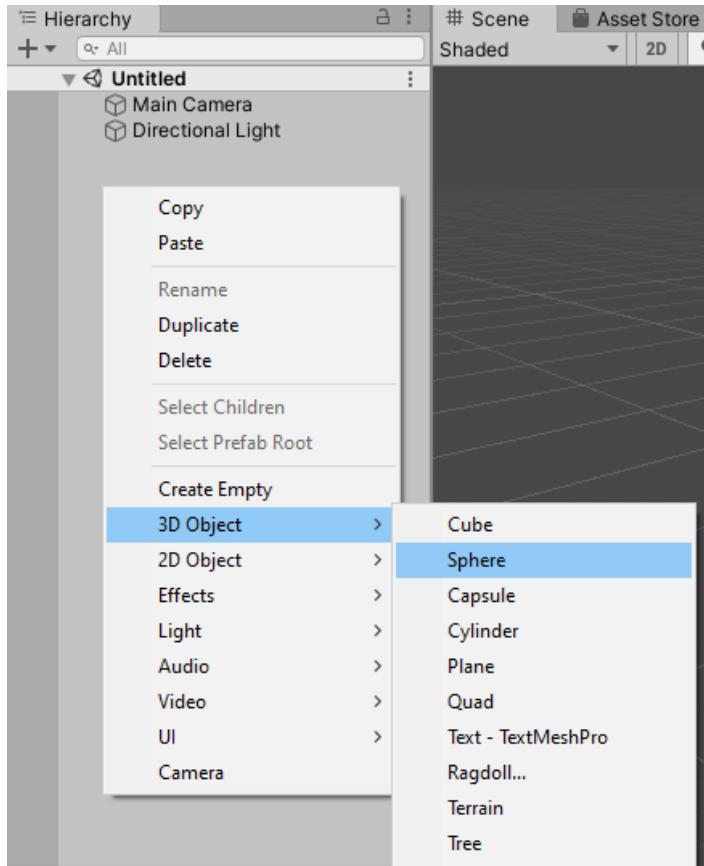 Hierarchy
# Scene
Asset Store
All
Shaded
2D
Untitled
Main Camera
Directional Light
Copy
Paste
Rename
Duplicate
Delete
Select Children
Select Prefab Root
Create Empty
3D Object
2D Object
Effects
Light
Audio
Video
UI
Camera
Cube
Sphere
Capsule
Cylinder
Plane
Quad
Text - TextMeshPro
Ragdoll...
Terrain
Tree